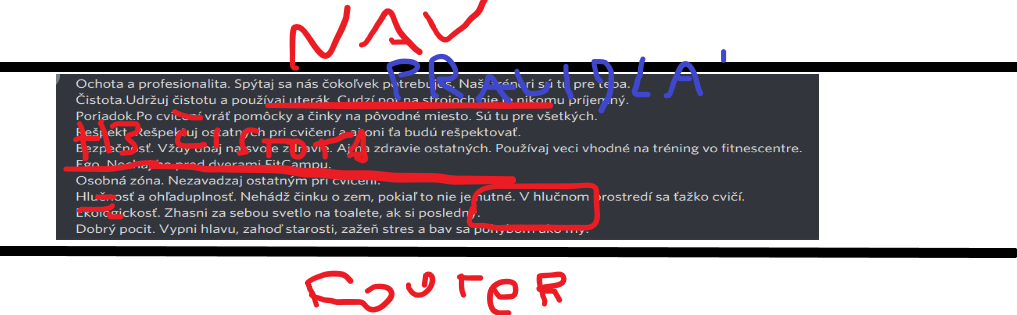 NAV
PRAVIDLA
Ochota a profesionalita. Spýtaj sa nás čokoľvek potrebuješ. Naši tréneri sú tu pre teba.
Čistota.Udržuj čistotu a používaj uterák. Cudzí pot na strojoch nie je nikomu príjemný.
Poriadok.Po cvičení vráť pomôcky a činky na pôvodné miesto. Sú tu pre všetkých.
Rešpekt. Rešpektuj ostatných pri cvičení a aj oni ťa budú rešpektovať.
H3 čistota
Bezpečnosť. Vždy dbaj na svoje zdravie. Aj na zdravie ostatných. Používaj veci vhodné na tréning vo fitnescentre.
Ego. Nechaj ho pred dverami FitCampu.
Osobná zóna. Nezavadzaj ostatným pri cvičení.
Hlučnosť a ohľaduplnosť. Nehádž činku o zem, pokiaľ to nie je nutné. V hlučnom prostredí sa ťažko cvičí.
Ekologickosť. Zhasni za sebou svetlo na toalete, ak si posledný.
Dobrý pocit. Vypni hlavu, zahoď starosti, zažeň stres a bav sa pohybom ako my.
FOOTER